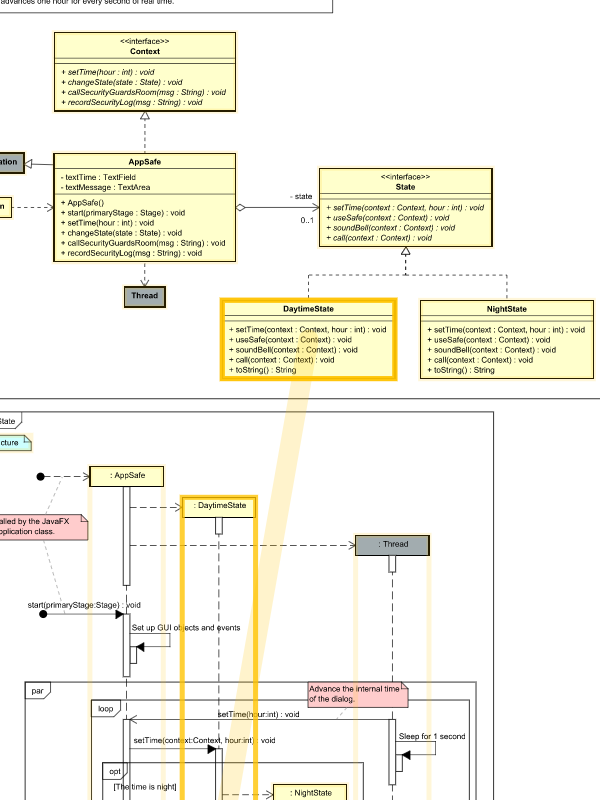 advances one hour for every second of real time.
<<interface>>
Context
+ setTime(hour : int) : void
+ changeState(state : State) : void
+ callSecurityGuardsRoom(msg : String) : void
+ recordSecurityLog(msg : String) : void
ation
n
AppSafe
- textTime : TextField
- textMessage : TextArea
+ AppSafe()
+ start(primaryStage : Stage) : void
+ setTime(hour : int) : void
+ changeState(state : State) : void
+ callSecurityGuardsRoom(msg : String) : void
+ recordSecurityLog(msg : String) : void
- state
0..1
<<interface>>
State
+ setTime(context : Context, hour : int) : void
+ useSafe(context : Context) : void
+ soundBell(context : Context) : void
+ call(context : Context) : void
Thread
DaytimeState
+ setTime(context : Context, hour : int) : void
+ useSafe(context : Context) : void
+ soundBell(context : Context) : void
+ call(context : Context) : void
+ toString() : String
NightState
+ setTime(context : Context, hour : int) : void
+ useSafe(context : Context) : void
+ soundBell(context : Context) : void
+ call(context : Context) : void
+ toString() : String
State
cture
: AppSafe
: DaytimeState
alled by the JavaFX
pplication class.
: Thread
start(primaryStage:Stage) : void
Set up GUI objects and events
par
Advance the internal time
of the dialog.
loop
setTime(hour:int) : void
setTime(context:Context, hour:int) : void
Sleep for 1 second
opt
[The time is night]
: NightState